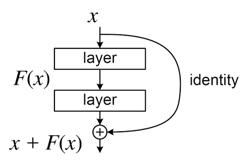 x
layer
F(x)
identity
layer
x + F(x)